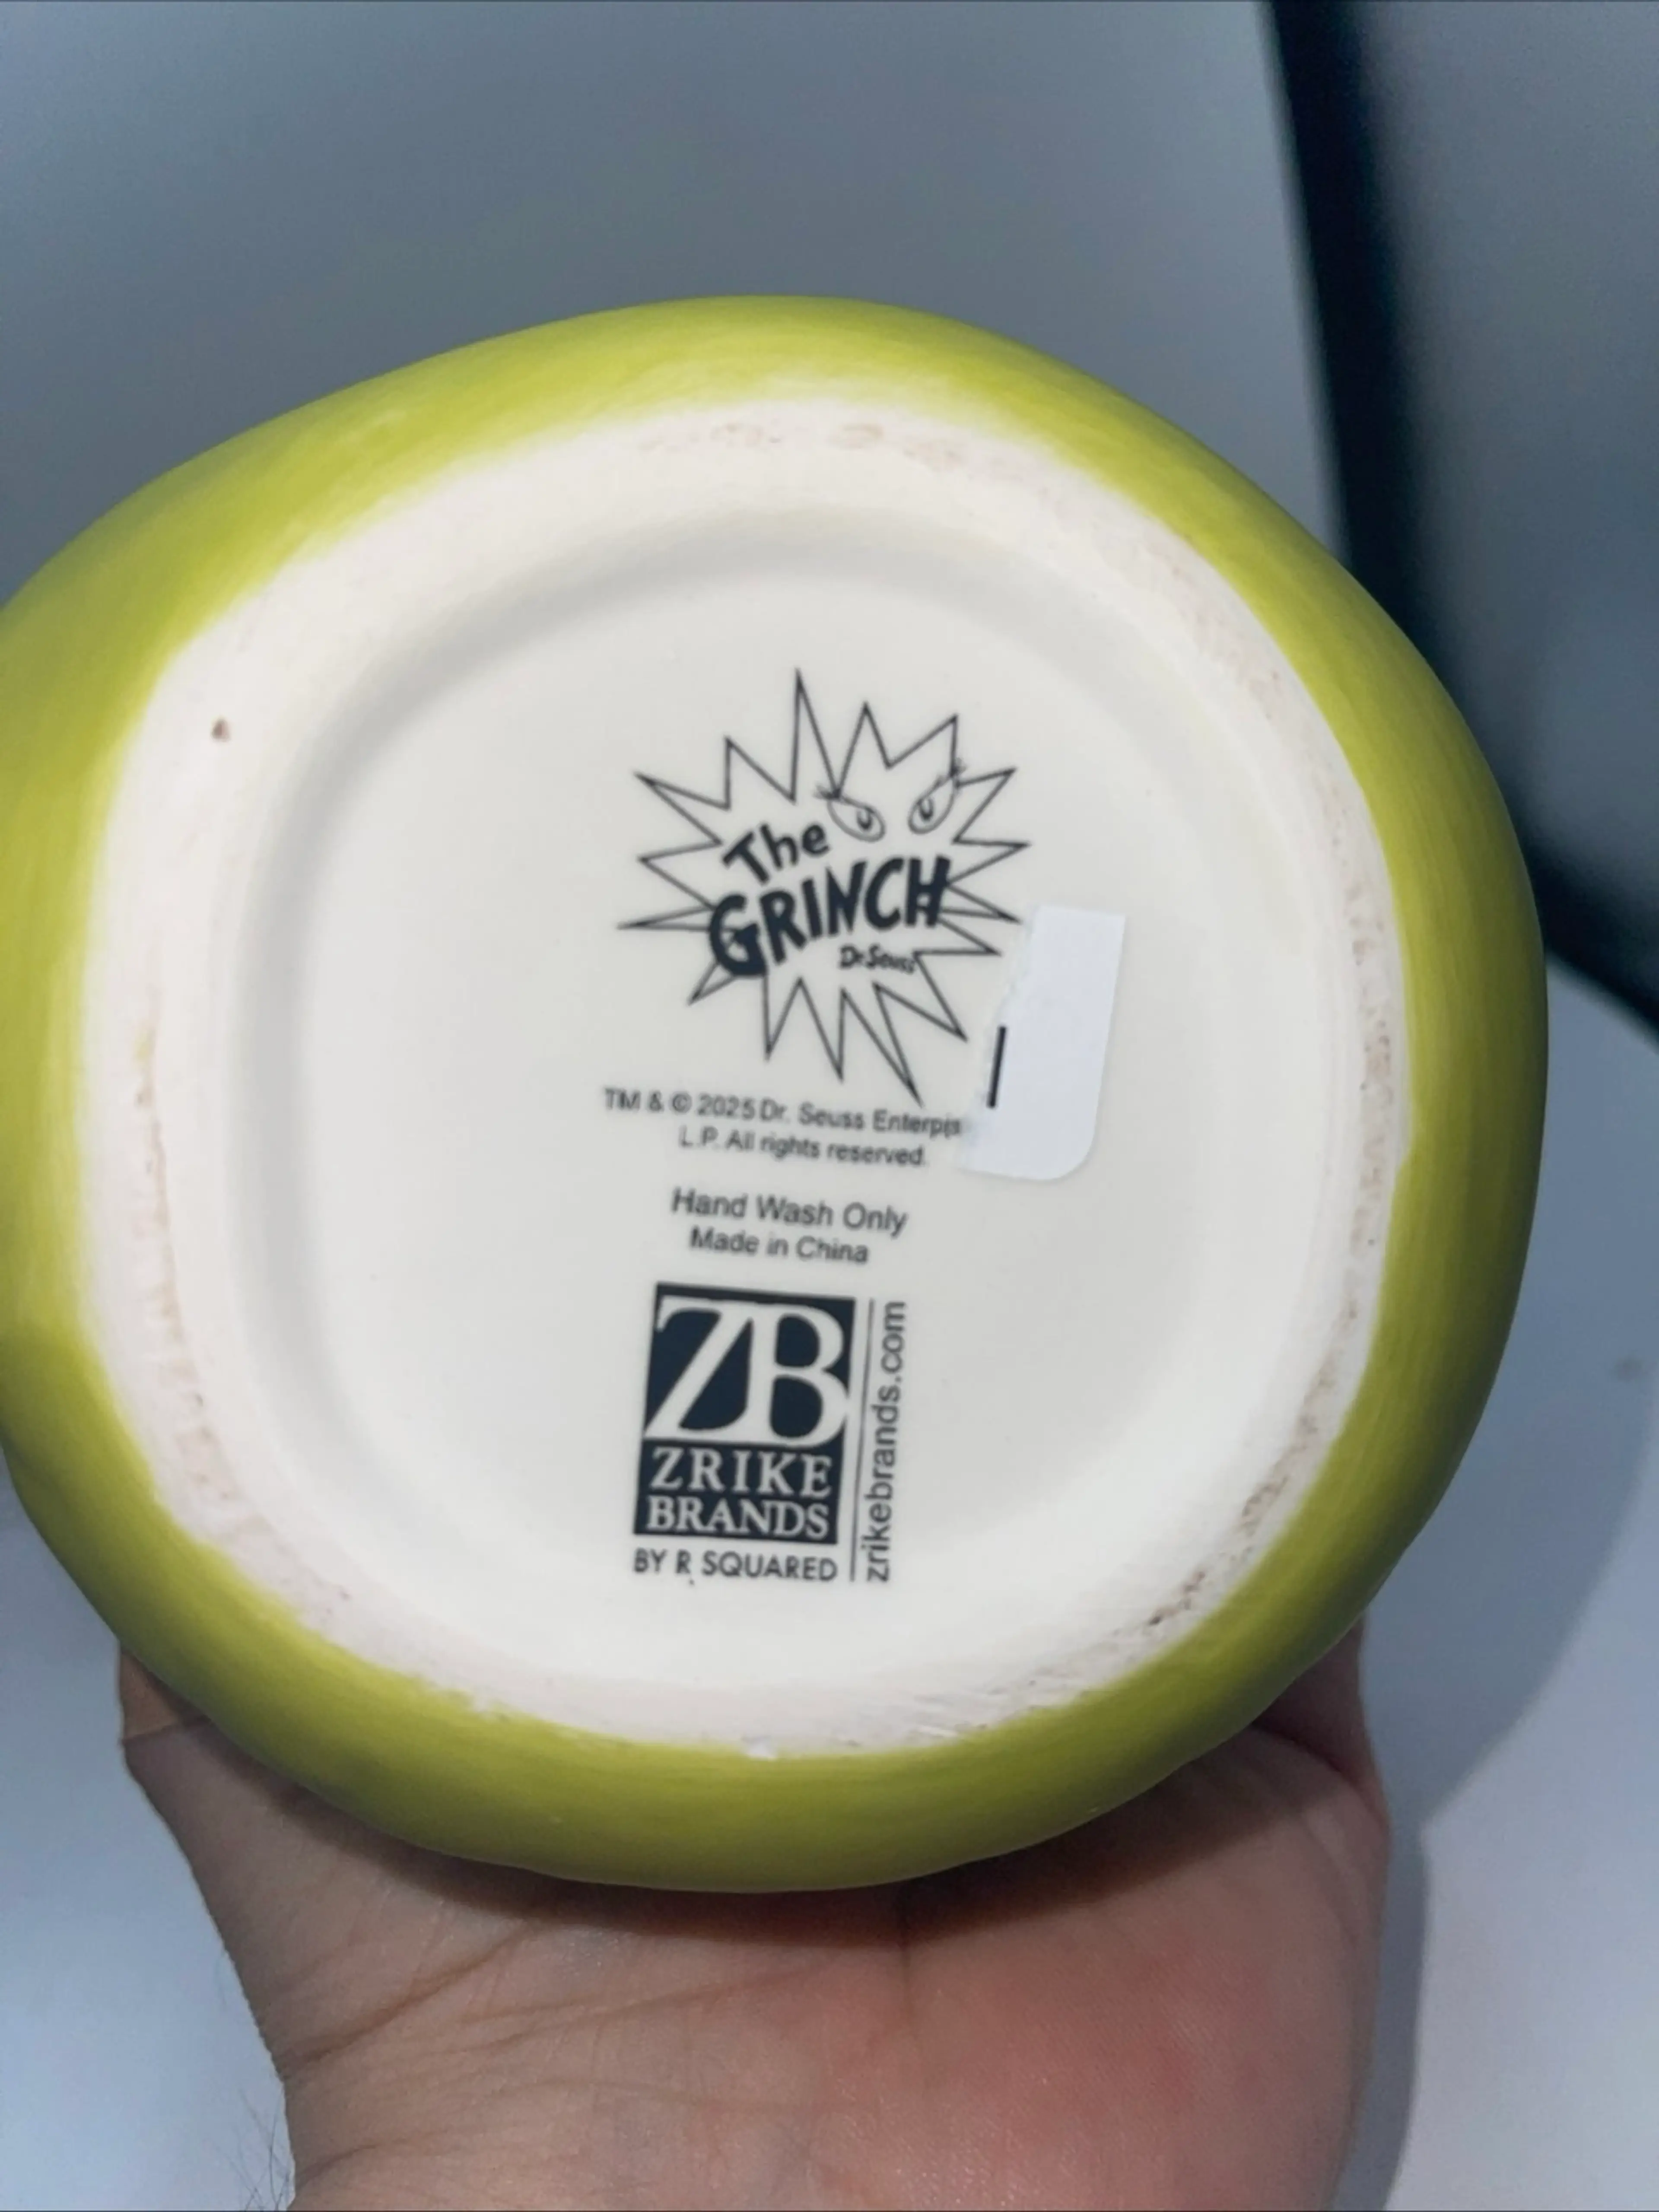 The
GRINCH
Dr. Seuss
TM & © 2025 Dr. Seuss Enterpis
L.P. All rights reserved.
Hand Wash Only
Made in China
ZB
ZRIKE
BRANDS
BY R SQUARED
zrikebrands.com